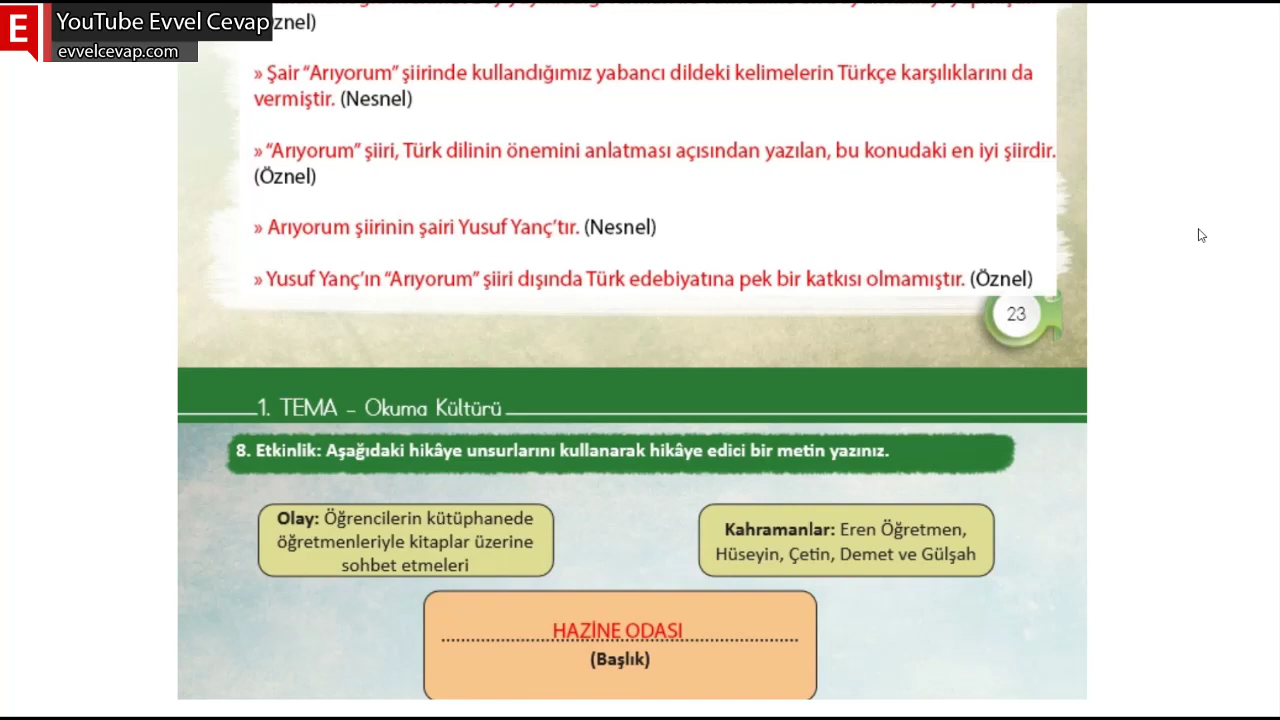 YouTube Evvel Cevap
evvelcevap.com
znel)
» Şair “Arıyorum” şiirinde kullandığımız yabancı dildeki kelimelerin Türkçe karşılıklarını da
vermiştir. (Nesnel)
» “Arıyorum” şiiri, Türk dilinin önemini anlatması açısından yazılan, bu konudaki en iyi şiirdir.
(Öznel)
» Arıyorum şiirinin şairi Yusuf Yanç’tır. (Nesnel)
» Yusuf Yanç’ın “Arıyorum” şiiri dışında Türk edebiyatına pek bir katkısı olmamıştır. (Öznel)
23
1. TEMA – Okuma Kültürü
8. Etkinlik: Aşağıdaki hikâye unsurlarını kullanarak hikâye edici bir metin yazınız.
Olay: Öğrencilerin kütüphanede
öğretmenleriyle kitaplar üzerine
sohbet etmeleri
Kahramanlar: Eren Öğretmen,
Hüseyin, Çetin, Demet ve Gülşah
HAZİNE ODASI
(Başlık)